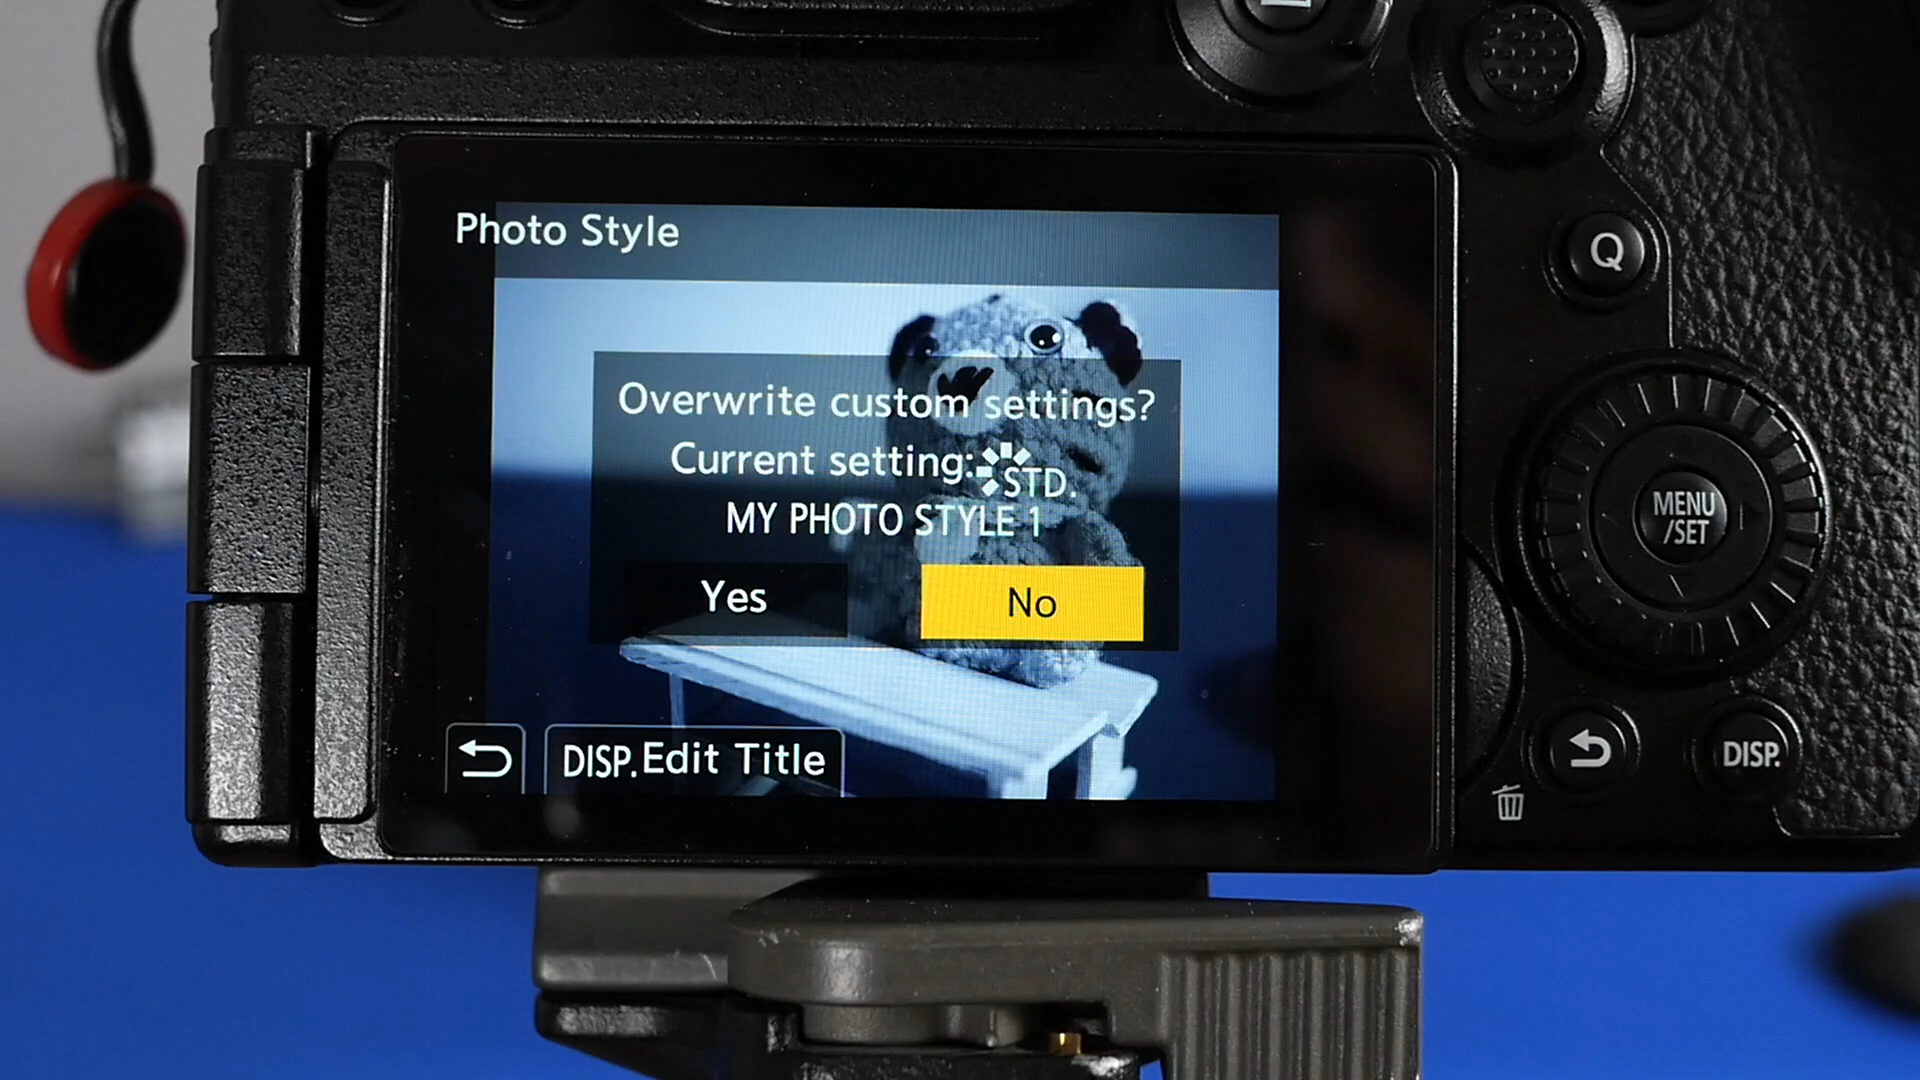 Photo Style
Overwrite custom settings?
Current setting: STD.
MY PHOTO STYLE 1
Yes
No
DISP. Edit Title
Q
MENU
/SET
DISP.